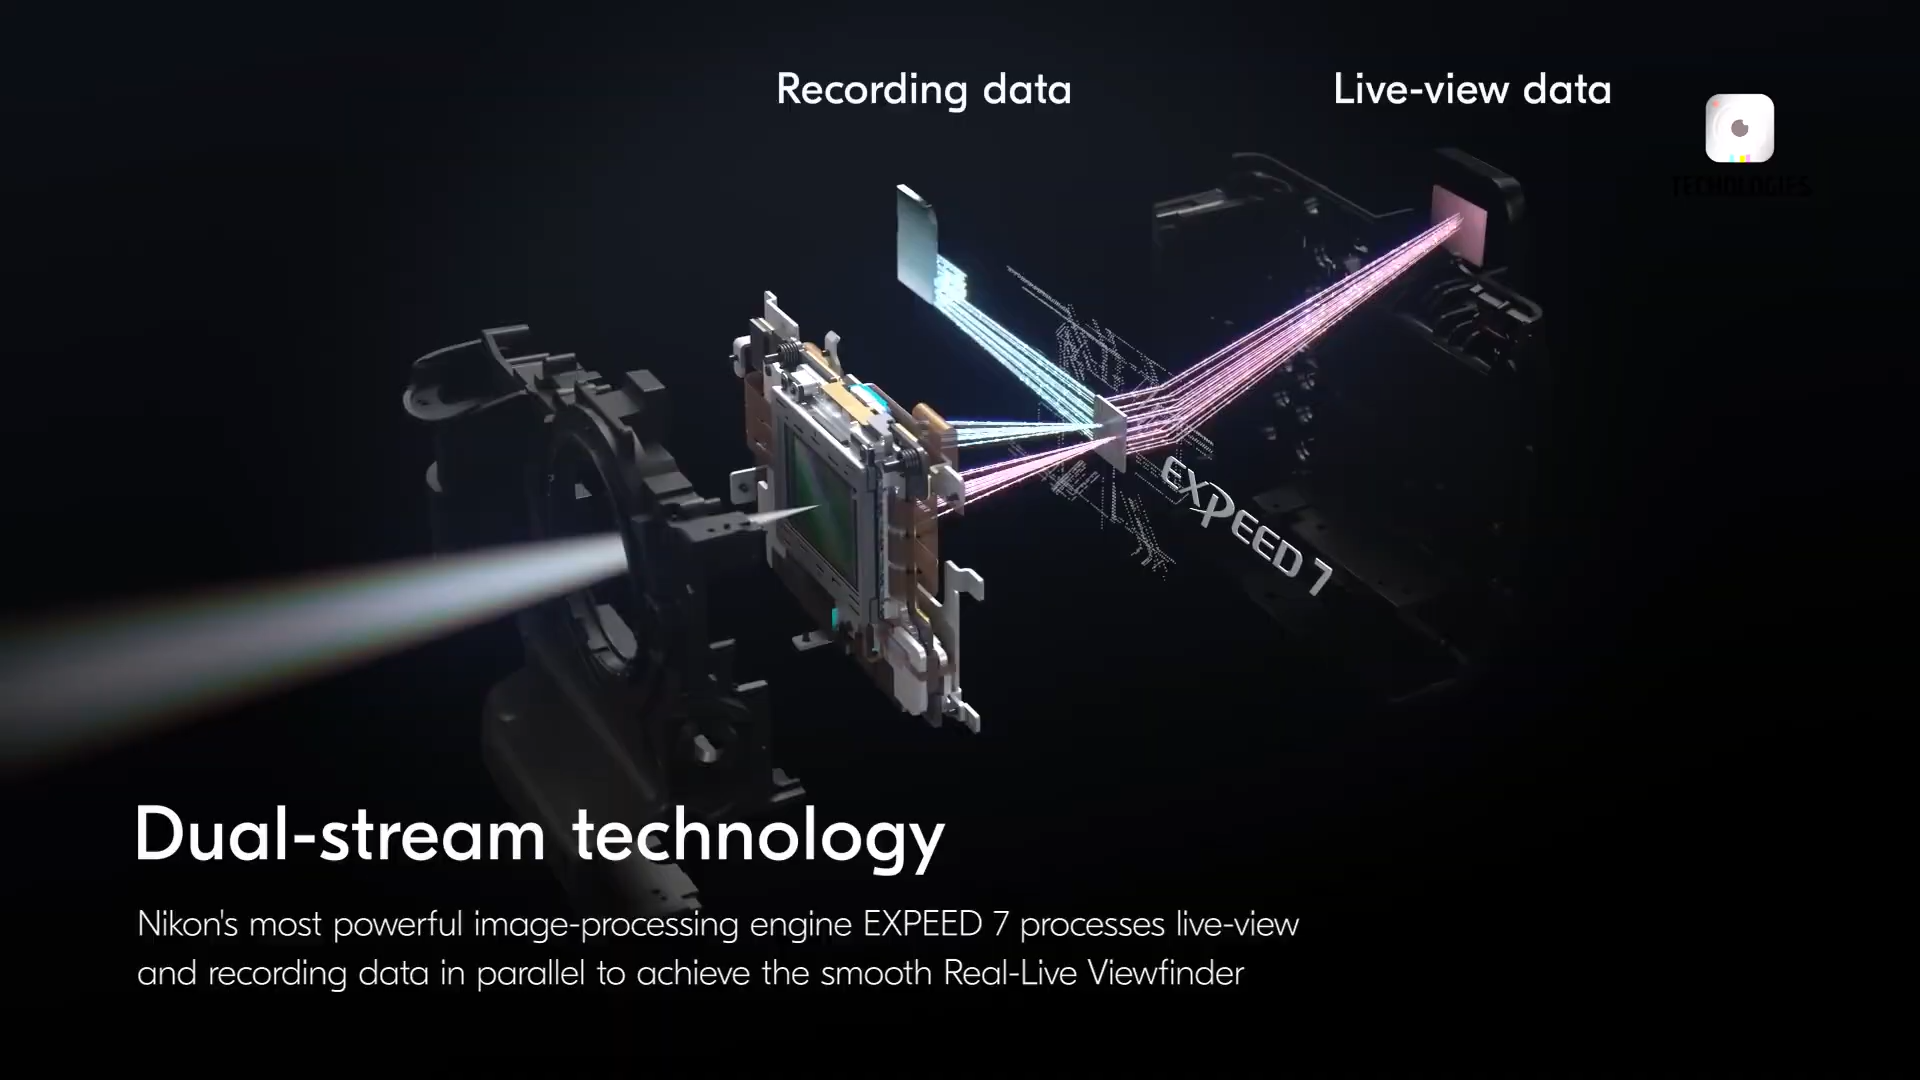 Recording data
Live-view data
TECNOLOGIES
EXPEED 7
Dual-stream technology
Nikon's most powerful image-processing engine EXPEED 7 processes live-view
and recording data in parallel to achieve the smooth Real-Live Viewfinder